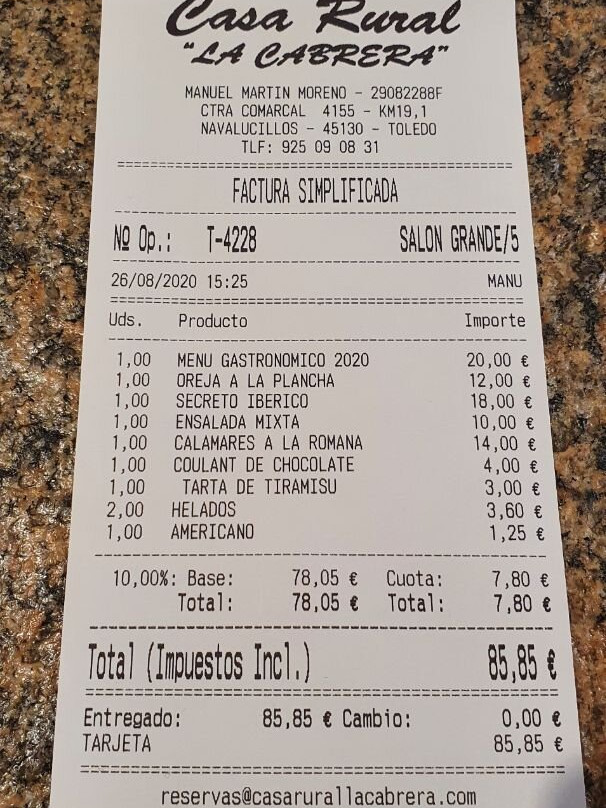 Casa Rural
"LA CABRERA"
MANUEL MARTIN MORENO - 29082288F
CTRA COMARCAL 4155 - KM19,1
NAVALUCILLOS - 45130 - TOLEDO
TLF: 925 09 08 31
FACTURA SIMPLIFICADA
Nº Op.: T-4228 SALON GRANDE/5
26/08/2020 15:25 MANU
Uds. Producto Importe
1,00 MENU GASTRONOMICO 2020 20,00 €
1,00 OREJA A LA PLANCHA 12,00 €
1,00 SECRETO IBERICO 18,00 €
1,00 ENSALADA MIXTA 10,00 €
1,00 CALAMARES A LA ROMANA 14,00 €
1,00 COULANT DE CHOCOLATE 4,00 €
1,00 TARTA DE TIRAMISU 3,00 €
2,00 HELADOS 3,60 €
1,00 AMERICANO 1,25 €
10,00%: Base: 78,05 € Cuota: 7,80 €
Total: 78,05 € Total: 7,80 €
Total (Impuestos Incl.) 85,85 €
Entregado: 85,85 € Cambio: 0,00 €
TARJETA 85,85 €
reservas@casarurallacabrera.com